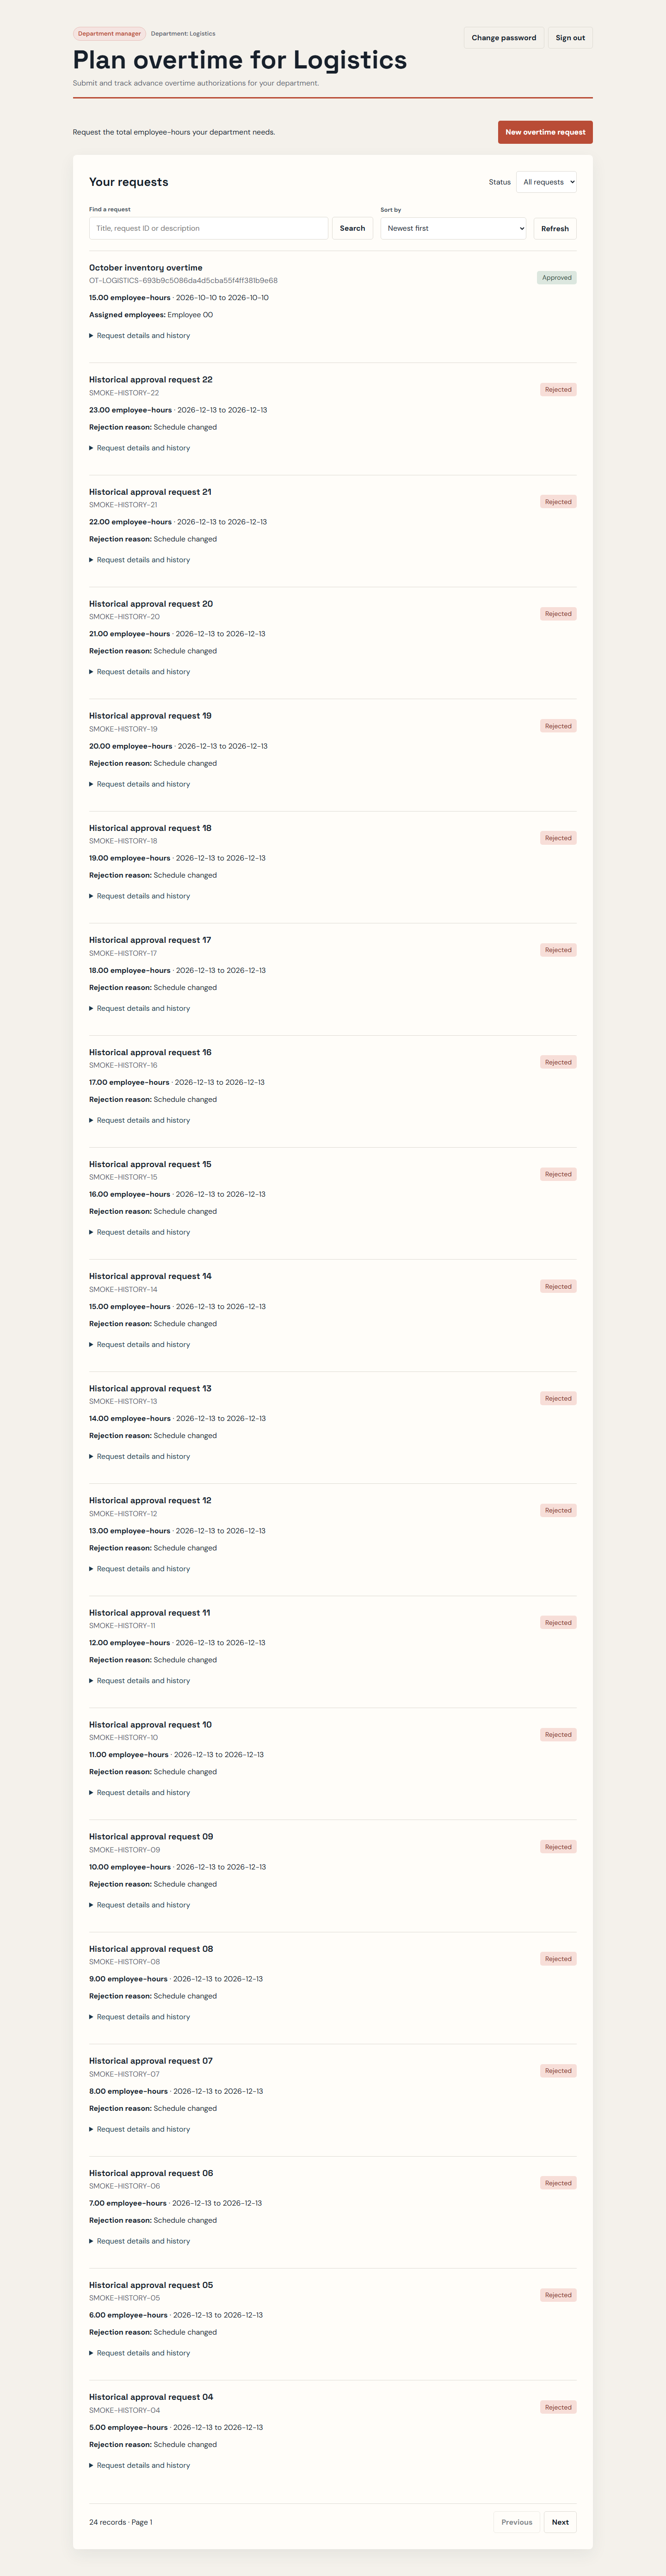 Department manager Department: Logistics
Change password Sign out
Plan overtime for Logistics
Submit and track advance overtime authorizations for your department.
Request the total employee-hours your department needs.
New overtime request
Your requests
Status All requests
Find a request
Sort by
Title, request ID or description Search Newest first Refresh
October inventory overtime
OT-LOGISTICS-693b9c5086da4d5cba55f4ff381b9e68
Approved
15.00 employee-hours · 2026-10-10 to 2026-10-10
Assigned employees: Employee 00
▶ Request details and history
Historical approval request 22
SMOKE-HISTORY-22
Rejected
23.00 employee-hours · 2026-12-13 to 2026-12-13
Rejection reason: Schedule changed
▶ Request details and history
Historical approval request 21
SMOKE-HISTORY-21
Rejected
22.00 employee-hours · 2026-12-13 to 2026-12-13
Rejection reason: Schedule changed
▶ Request details and history
Historical approval request 20
SMOKE-HISTORY-20
Rejected
21.00 employee-hours · 2026-12-13 to 2026-12-13
Rejection reason: Schedule changed
▶ Request details and history
Historical approval request 19
SMOKE-HISTORY-19
Rejected
20.00 employee-hours · 2026-12-13 to 2026-12-13
Rejection reason: Schedule changed
▶ Request details and history
Historical approval request 18
SMOKE-HISTORY-18
Rejected
19.00 employee-hours · 2026-12-13 to 2026-12-13
Rejection reason: Schedule changed
▶ Request details and history
Historical approval request 17
SMOKE-HISTORY-17
Rejected
18.00 employee-hours · 2026-12-13 to 2026-12-13
Rejection reason: Schedule changed
▶ Request details and history
Historical approval request 16
SMOKE-HISTORY-16
Rejected
17.00 employee-hours · 2026-12-13 to 2026-12-13
Rejection reason: Schedule changed
▶ Request details and history
Historical approval request 15
SMOKE-HISTORY-15
Rejected
16.00 employee-hours · 2026-12-13 to 2026-12-13
Rejection reason: Schedule changed
▶ Request details and history
Historical approval request 14
SMOKE-HISTORY-14
Rejected
15.00 employee-hours · 2026-12-13 to 2026-12-13
Rejection reason: Schedule changed
▶ Request details and history
Historical approval request 13
SMOKE-HISTORY-13
Rejected
14.00 employee-hours · 2026-12-13 to 2026-12-13
Rejection reason: Schedule changed
▶ Request details and history
Historical approval request 12
SMOKE-HISTORY-12
Rejected
13.00 employee-hours · 2026-12-13 to 2026-12-13
Rejection reason: Schedule changed
▶ Request details and history
Historical approval request 11
SMOKE-HISTORY-11
Rejected
12.00 employee-hours · 2026-12-13 to 2026-12-13
Rejection reason: Schedule changed
▶ Request details and history
Historical approval request 10
SMOKE-HISTORY-10
Rejected
11.00 employee-hours · 2026-12-13 to 2026-12-13
Rejection reason: Schedule changed
▶ Request details and history
Historical approval request 09
SMOKE-HISTORY-09
Rejected
10.00 employee-hours · 2026-12-13 to 2026-12-13
Rejection reason: Schedule changed
▶ Request details and history
Historical approval request 08
SMOKE-HISTORY-08
Rejected
9.00 employee-hours · 2026-12-13 to 2026-12-13
Rejection reason: Schedule changed
▶ Request details and history
Historical approval request 07
SMOKE-HISTORY-07
Rejected
8.00 employee-hours · 2026-12-13 to 2026-12-13
Rejection reason: Schedule changed
▶ Request details and history
Historical approval request 06
SMOKE-HISTORY-06
Rejected
7.00 employee-hours · 2026-12-13 to 2026-12-13
Rejection reason: Schedule changed
▶ Request details and history
Historical approval request 05
SMOKE-HISTORY-05
Rejected
6.00 employee-hours · 2026-12-13 to 2026-12-13
Rejection reason: Schedule changed
▶ Request details and history
Historical approval request 04
SMOKE-HISTORY-04
Rejected
5.00 employee-hours · 2026-12-13 to 2026-12-13
Rejection reason: Schedule changed
▶ Request details and history
24 records · Page 1
Previous Next